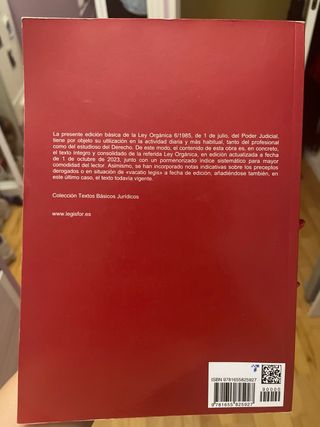 La presente edición básica de la Ley Orgánica 6/1985, de 1 de julio, del Poder Judicial,
tiene por objeto su utilización en la actividad diaria y más habitual, tanto del profesional
como del estudioso del Derecho. De este modo, el contenido de esta obra es, en concreto,
el texto íntegro y consolidado de la referida Ley Orgánica, en edición actualizada a fecha
de 1 de octubre de 2023, junto con un pormenorizado índice sistemático para mayor
comodidad del lector. Asimismo, se han incorporado notas indicativas sobre los preceptos
derogados o en situación de «vacatio legis» a fecha de edición, añadiéndose también, en
este último caso, el texto todavía vigente.
Colección Textos Básicos Jurídicos
www.legisfor.es
ISBN 9781655825927
90000
9 781655 825927